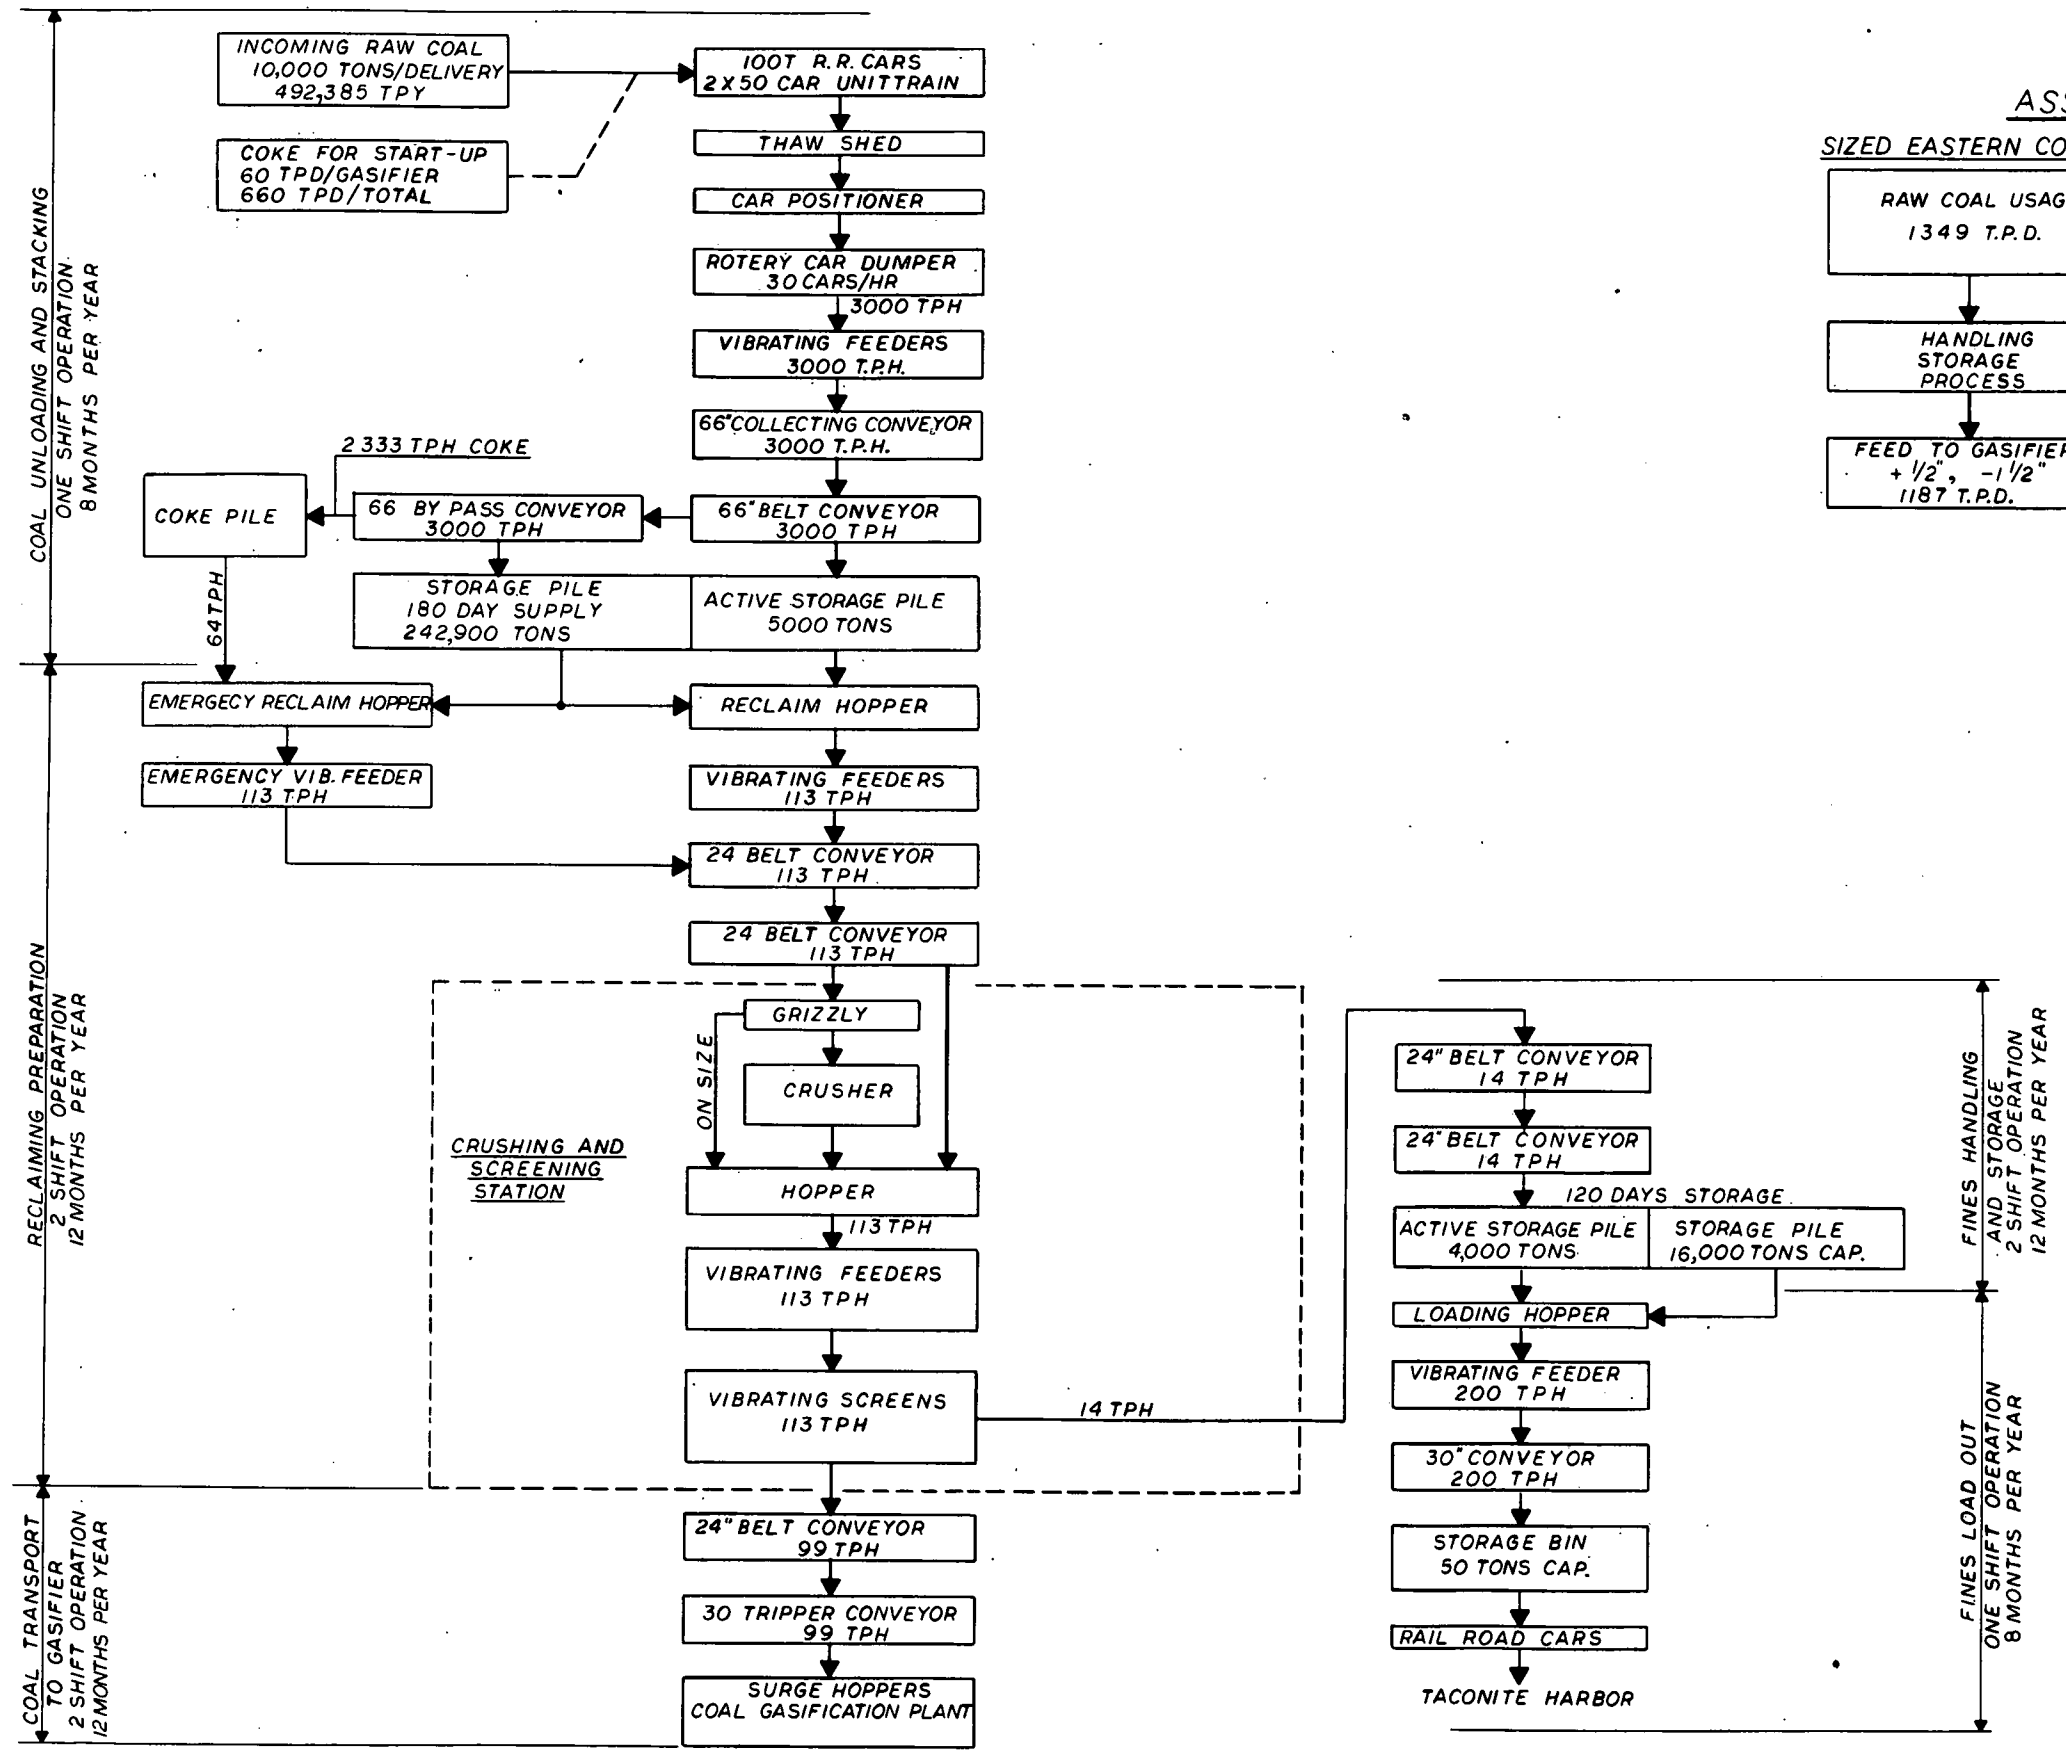 INCOMING RAW COAL
10,000 TONS/DELIVERY
492,385 TPY
COKE FOR START-UP
60 TPD/GASIFIER
660 TPD/TOTAL
100T R.R. CARS
2 X 50 CAR UNITTRAIN
THAW SHED
CAR POSITIONER
ROTERY CAR DUMPER
30 CARS/HR
3000 TPH
VIBRATING FEEDERS
3000 T.P.H.
66" COLLECTING CONVEYOR
3000 T.P.H.
2333 TPH COKE
COKE PILE
66 BY PASS CONVEYOR
3000 TPH
66" BELT CONVEYOR
3000 TPH
STORAGE PILE
180 DAY SUPPLY
242,900 TONS
ACTIVE STORAGE PILE
5000 TONS
64 TPH
COAL UNLOADING AND STACKING
ONE SHIFT OPERATION
8 MONTHS PER YEAR
EMERGECY RECLAIM HOPPER
RECLAIM HOPPER
EMERGENCY VIB. FEEDER
113 TPH
VIBRATING FEEDERS
113 TPH
24 BELT CONVEYOR
113 TPH
24 BELT CONVEYOR
113 TPH
GRIZZLY
ON SIZE
CRUSHER
CRUSHING AND
SCREENING
STATION
HOPPER
113 TPH
VIBRATING FEEDERS
113 TPH
VIBRATING SCREENS
113 TPH
14 TPH
RECLAIMING PREPARATION
2 SHIFT OPERATION
12 MONTHS PER YEAR
24" BELT CONVEYOR
99 TPH
30 TRIPPER CONVEYOR
99 TPH
SURGE HOPPERS
COAL GASIFICATION PLANT
COAL TRANSPORT
TO GASIFIER
2 SHIFT OPERATION
12 MONTHS PER YEAR
ASS
SIZED EASTERN CO
RAW COAL USAG
1349 T.P.D.
HANDLING
STORAGE
PROCESS
FEED TO GASIFIER
+ 1/2", -1 1/2"
1187 T.P.D.
24" BELT CONVEYOR
14 TPH
24" BELT CONVEYOR
14 TPH
120 DAYS STORAGE
ACTIVE STORAGE PILE
4,000 TONS
STORAGE PILE
16,000 TONS CAP.
LOADING HOPPER
VIBRATING FEEDER
200 TPH
30" CONVEYOR
200 TPH
STORAGE BIN
50 TONS CAP.
RAIL ROAD CARS
TACONITE HARBOR
FINES HANDLING
AND STORAGE
2 SHIFT OPERATION
12 MONTHS PER YEAR
FINES LOAD OUT
ONE SHIFT OPERATION
8 MONTHS PER YEAR